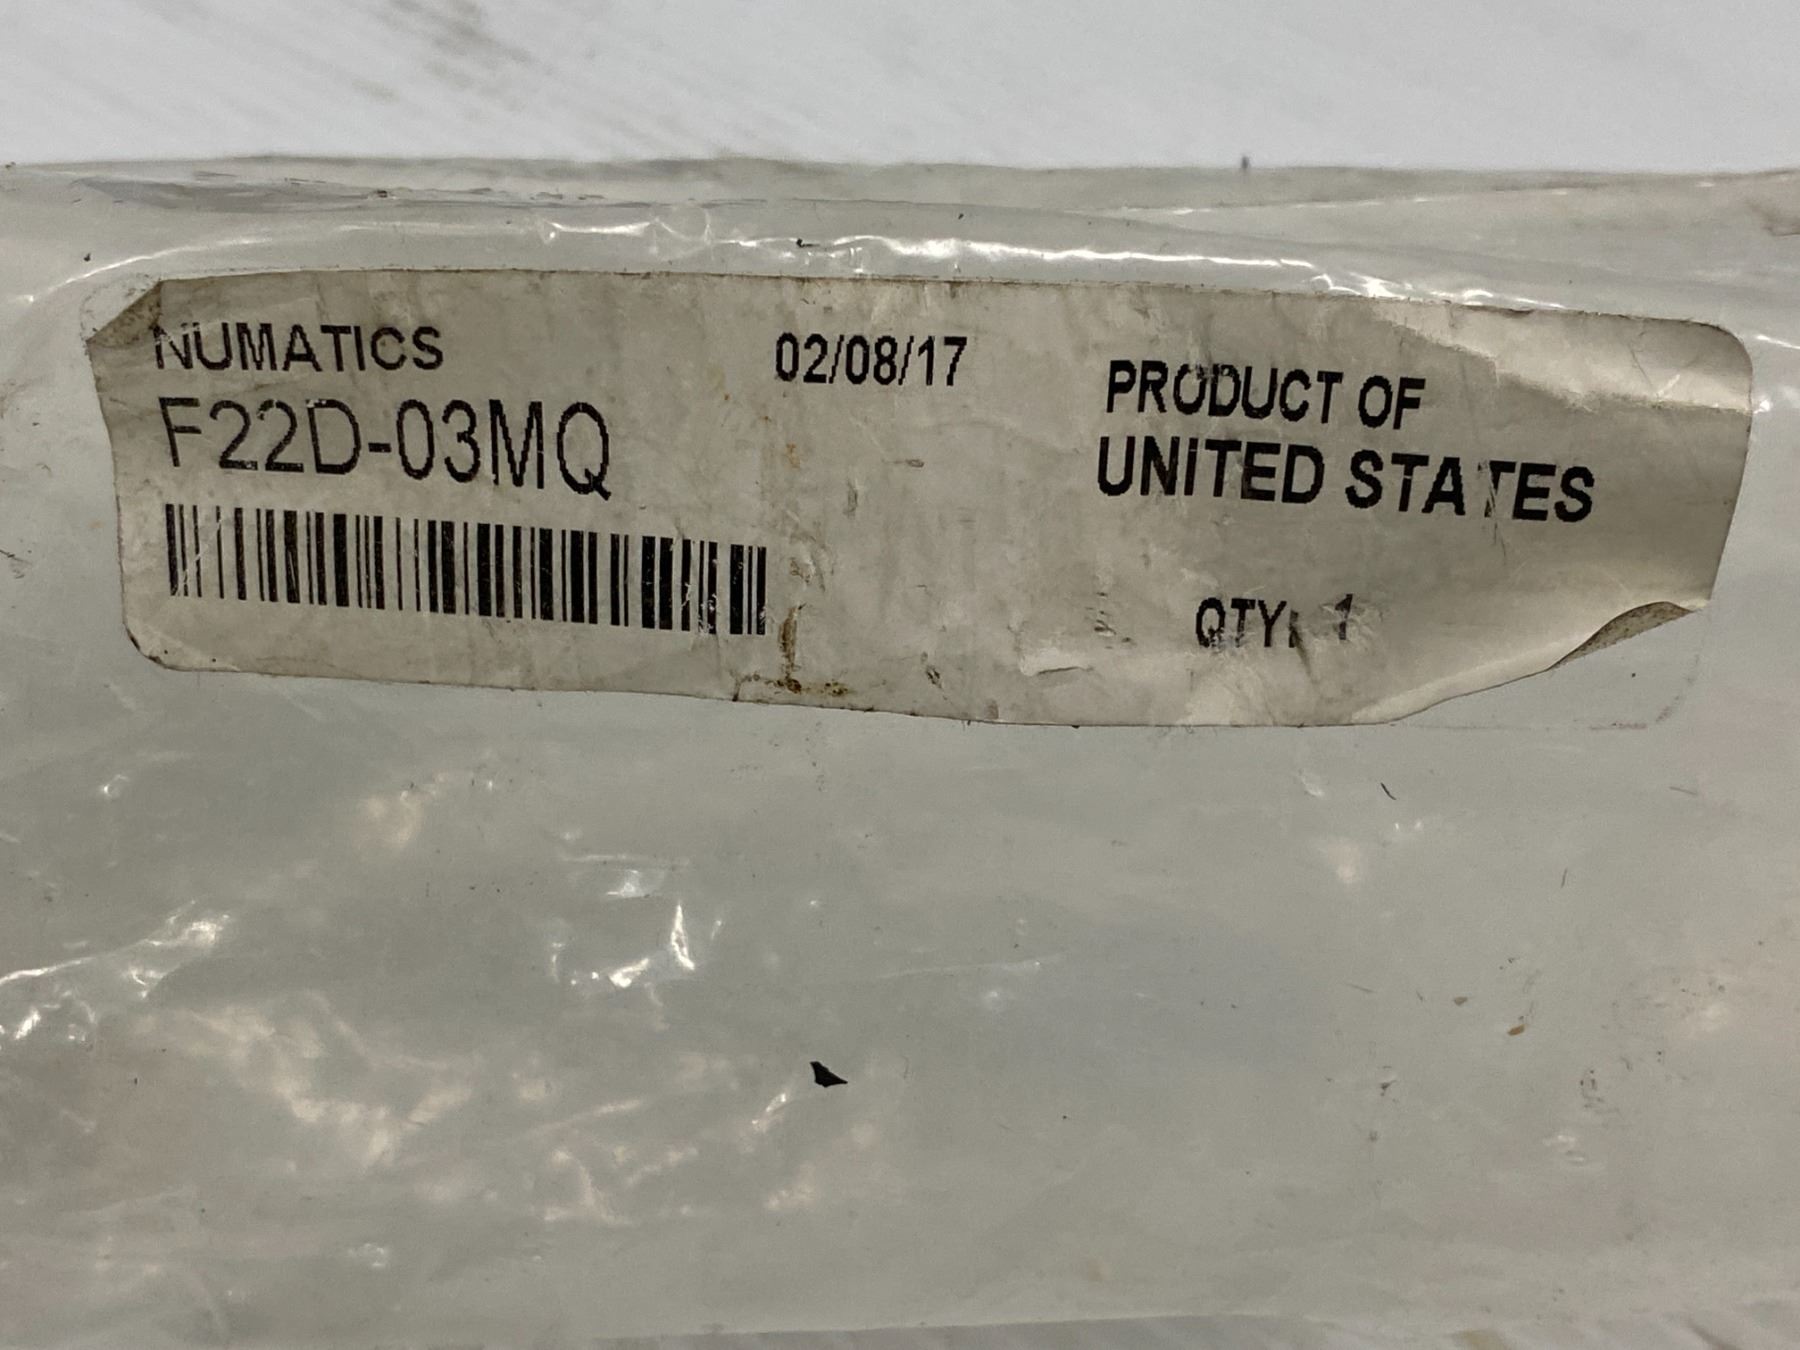 NUMATICS
02/08/17
F22D-03MQ
PRODUCT OF
UNITED STATES
QTY: 1